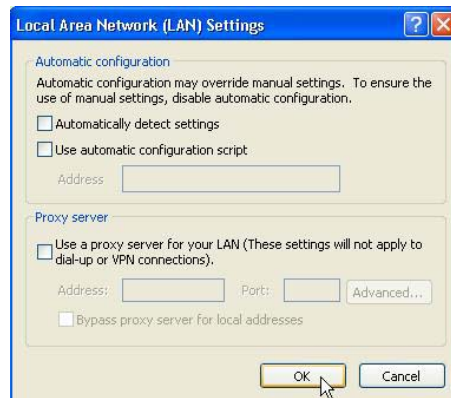 Local Area Network (LAN) Settings
Automatic configuration
Automatic configuration may override manual settings. To ensure the
use of manual settings, disable automatic configuration.
Automatically detect settings
Use automatic configuration script
Address
Proxy server
Use a proxy server for your LAN (These settings will not apply to
dial-up or VPN connections).
Address: Port: Advanced...
Bypass proxy server for local addresses
OK Cancel